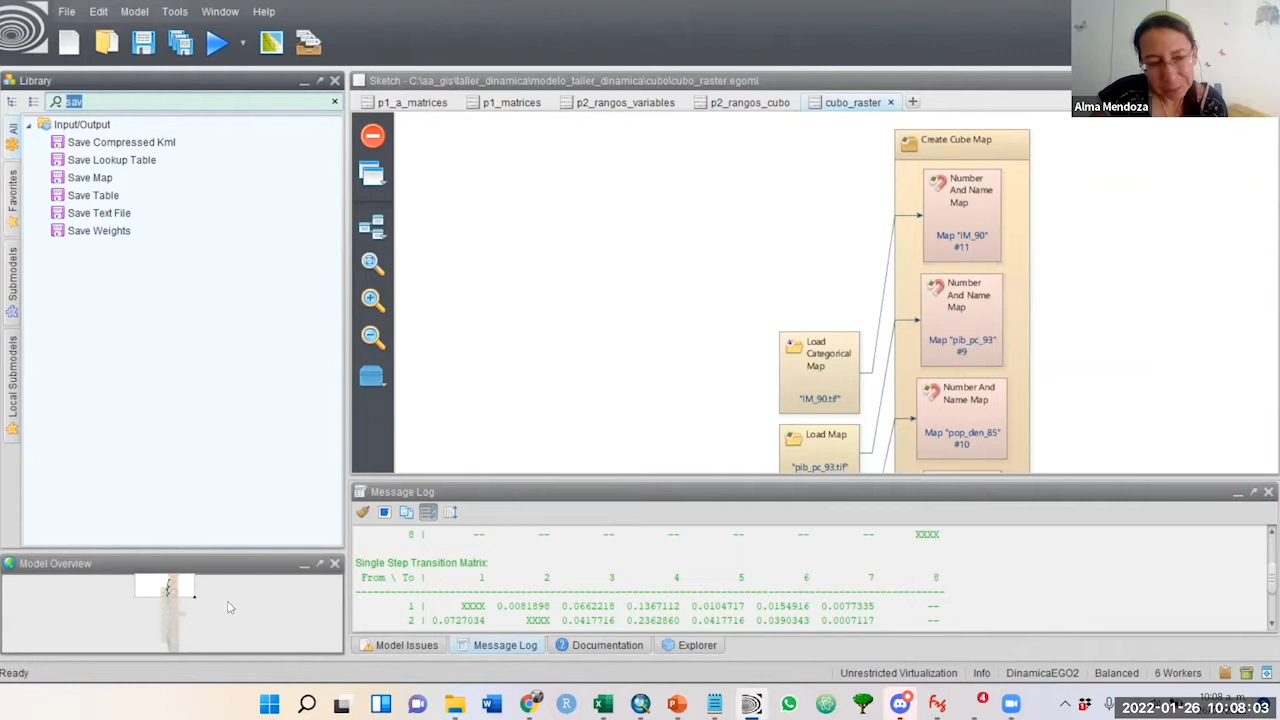 File Edit Model Tools Window Help
Library
Sketch - C:\aa_gis\taller_dinamica\modelo_taller_dinamica\cubo\cubo_raster.egoml
sav
p1_a_matrices p1_matrices p2_rangos_variables p2_rangos_cubo cubo_raster
Alma Mendoza
All
Favorites
Submodels
Local Submodels
Input/Output
Save Compressed Kml
Save Lookup Table
Save Map
Save Table
Save Text File
Save Weights
Create Cube Map
Number
And Name
Map
Map "IM_90"
#11
Number
And Name
Map
Map "pib_pc_93"
#9
Load
Categorical
Map
"IM_90.tif"
Number And
Name Map
Map "pop_den_85"
#10
Load Map
"pib_pc_93.tif"
Message Log
8 | -- -- -- -- -- -- -- XXXX
Single Step Transition Matrix:
From \ To | 1 2 3 4 5 6 7 8
1 | XXXX 0.0081898 0.0662218 0.1367112 0.0104717 0.0154916 0.0077335 --
2 | 0.0727034 XXXX 0.0417716 0.2362860 0.0417716 0.0390343 0.0007117 --
Model Overview
Model Issues Message Log Documentation Explorer
Ready
Unrestricted Virtualization Info DinamicaEGO2 Balanced 6 Workers
2022-01-26 10:08:03